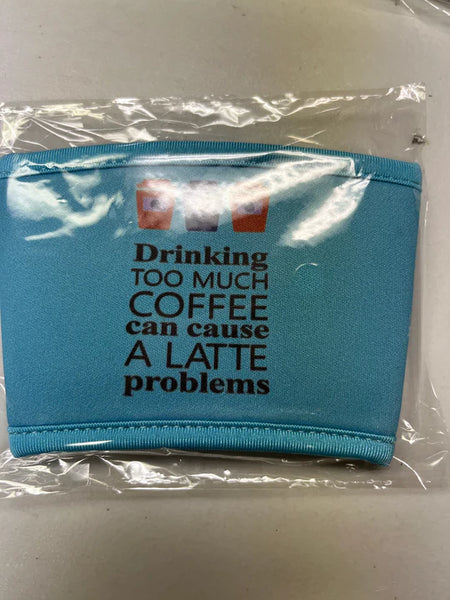 Drinking
TOO MUCH
COFFEE
can cause
A LATTE
problems